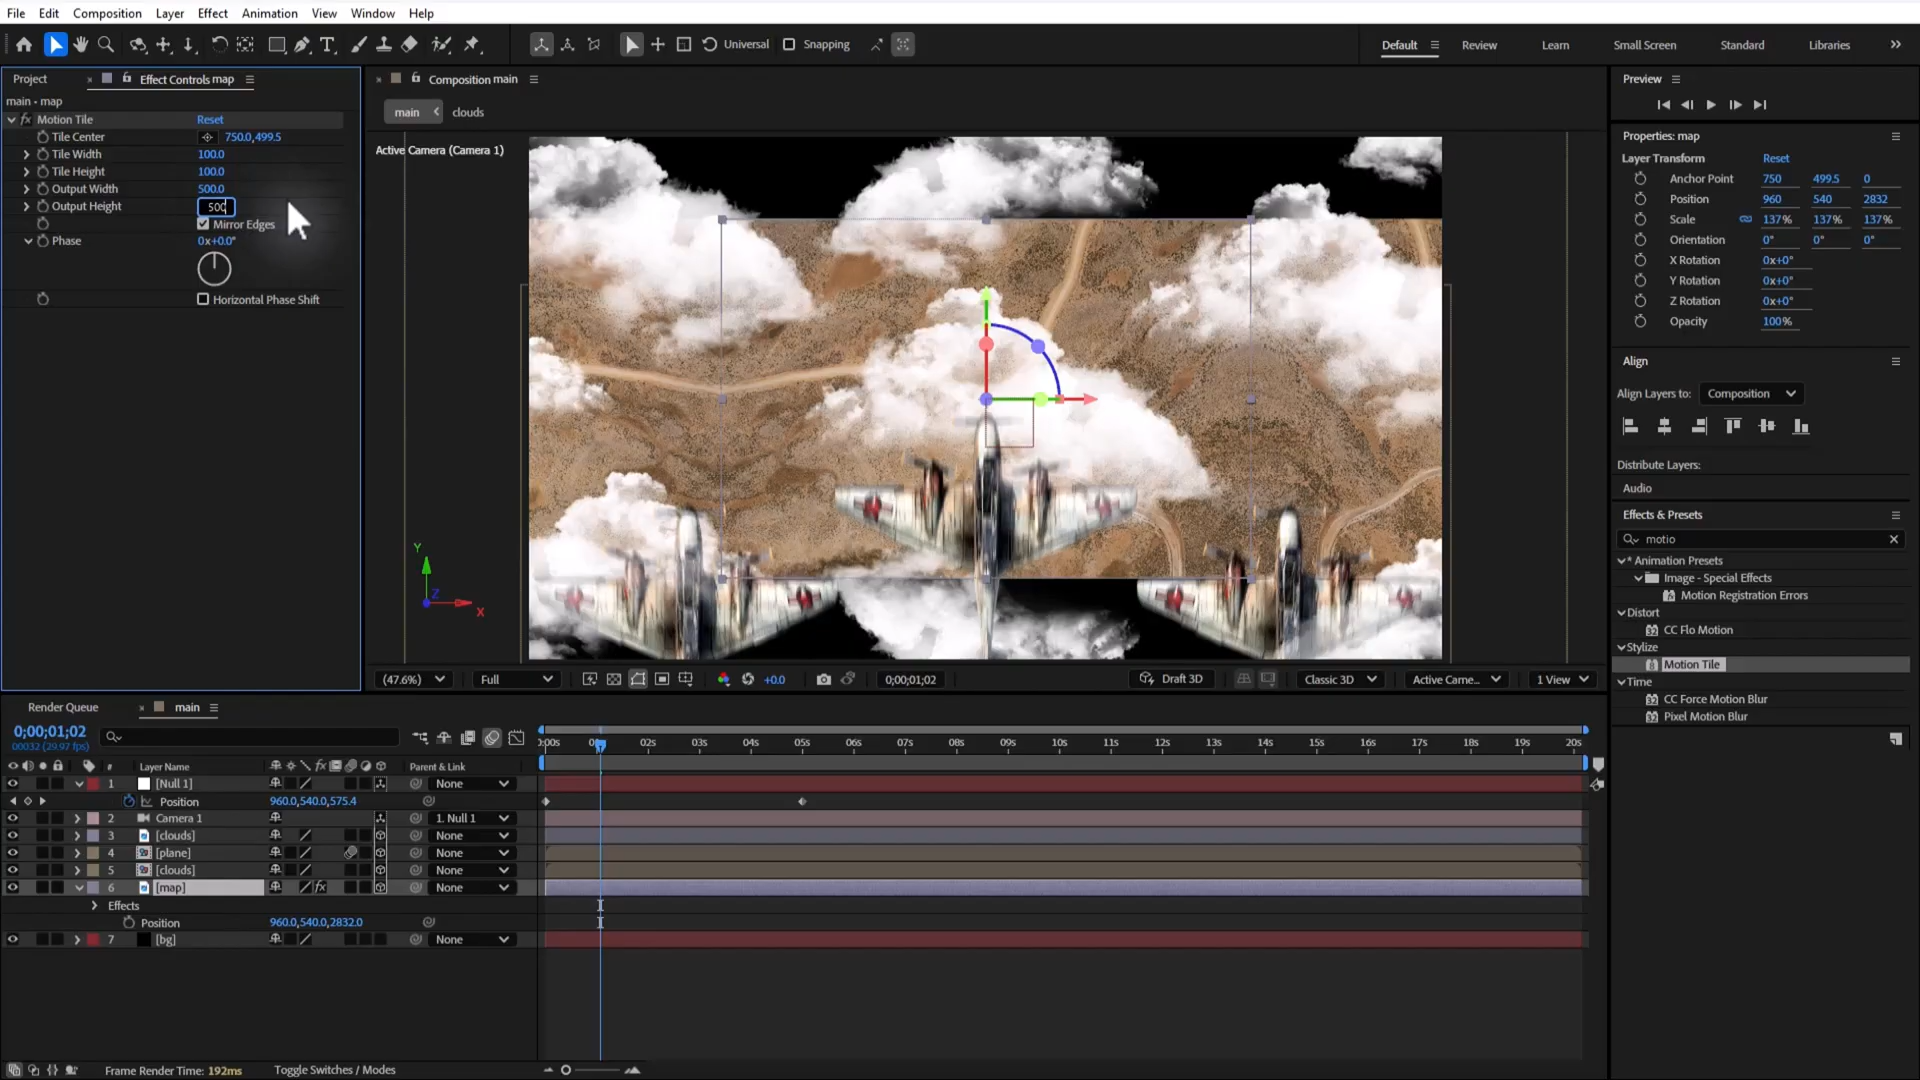 File Edit Composition Layer Effect Animation View Window Help
Universal Snapping Default Review Learn Small Screen Standard Libraries
Project Effect Controls map
main • map
Motion Tile Reset
Tile Center 750.0,499.5
Tile Width 100.0
Tile Height 100.0
Output Width 500.0
Output Height 500
Mirror Edges
Phase 0x+0.0°
Horizontal Phase Shift
Composition main
main clouds
Active Camera (Camera 1)
Y
Z
X
(47.6%) Full +0.0 0;00;01;02 Draft 3D Classic 3D Active Came... 1 View
Preview
Properties: map
Layer Transform Reset
Anchor Point 750 499.5 0
Position 960 540 2832
Scale 137% 137% 137%
Orientation 0° 0° 0°
X Rotation 0x+0°
Y Rotation 0x+0°
Z Rotation 0x+0°
Opacity 100%
Align
Align Layers to: Composition
Distribute Layers:
Audio
Effects & Presets
motio
* Animation Presets
Image - Special Effects
Motion Registration Errors
Distort
CC Flo Motion
Stylize
Motion Tile
Time
CC Force Motion Blur
Pixel Motion Blur
Render Queue main
0;00;01;02
00032 (29.97 fps)
02s 03s 04s 05s 06s 07s 08s 09s 10s 11s 12s 13s 14s 15s 16s 17s 18s 19s 20s
# Layer Name Parent & Link
1 [Null 1] None
Position 960.0,540.0,575.4
2 Camera 1 1. Null 1
3 [clouds] None
4 [plane] None
5 [clouds] None
6 [map] None
Effects
Position 960.0,540.0,2832.0
7 [bg] None
Frame Render Time: 192ms Toggle Switches / Modes